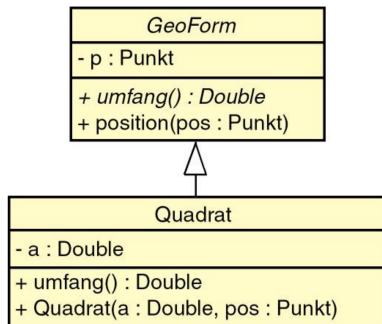 GeoForm
- p : Punkt
+ umfang() : Double
+ position(pos : Punkt)
Quadrat
- a : Double
+ umfang() : Double
+ Quadrat(a : Double, pos : Punkt)